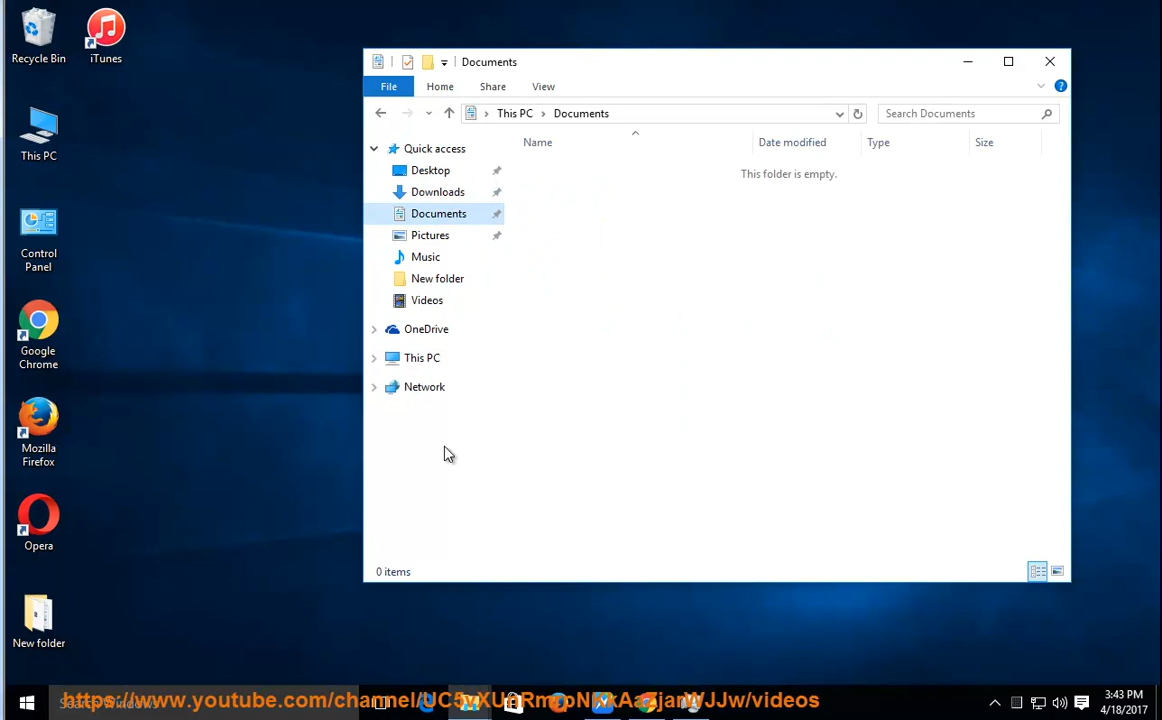 Recycle Bin
iTunes
This PC
Control
Panel
Google
Chrome
Mozilla
Firefox
Opera
New folder
Documents
File Home Share View
This PC Documents
Search Documents
Name Date modified Type Size
This folder is empty.
Quick access
Desktop
Downloads
Documents
Pictures
Music
New folder
Videos
OneDrive
This PC
Network
0 items
Search Windows
3:43 PM
4/18/2017